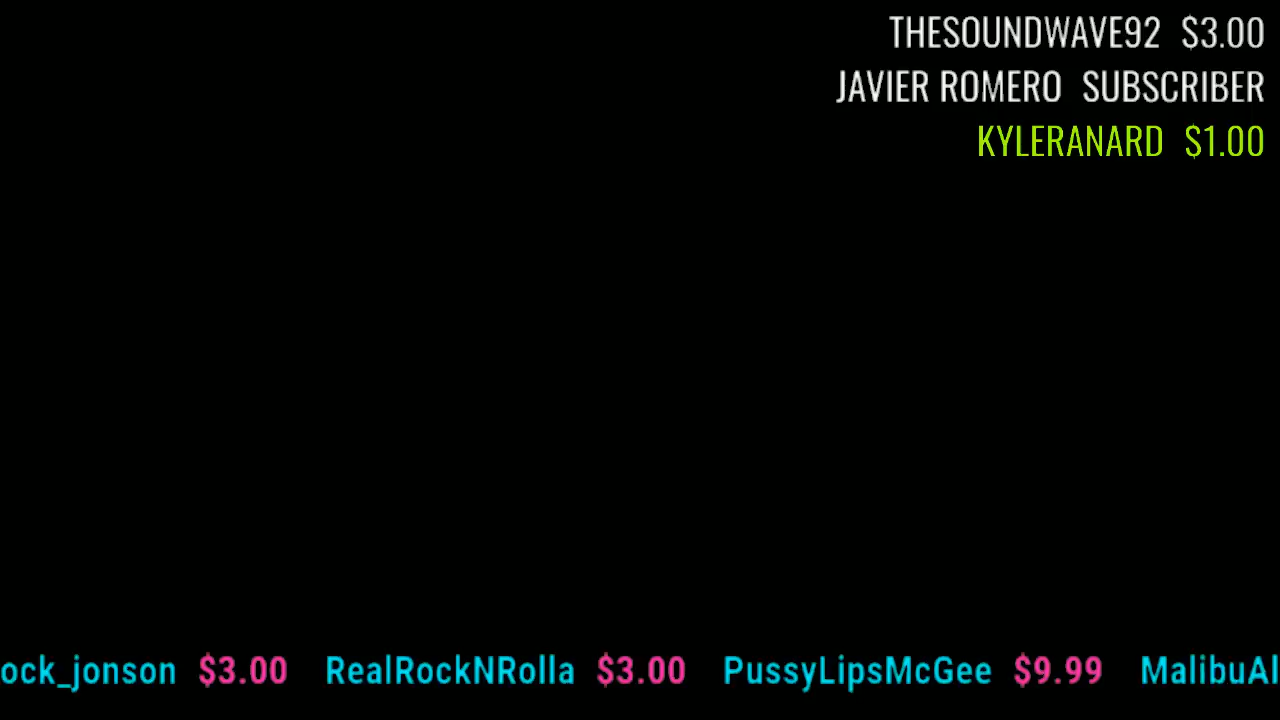 THESOUNDWAVE92 $3.00
JAVIER ROMERO SUBSCRIBER
KYLERANARD $1.00
ock_jonson $3.00 RealRockNRolla $3.00 PussyLipsMcGee $9.99 MalibuAl